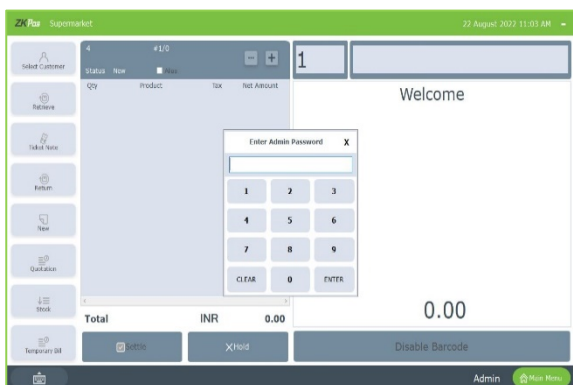 ZKPos Supermarket
22 August 2022 11:03 AM
Select Customer
Retrieve
Ticket Note
Return
New
Quotation
Stock
Temporary Bill
4 #1/0
Status New
- +
Qty Product Tax Net Amount
Total INR 0.00
Settle
Hold
1
Welcome
0.00
Disable Barcode
Enter Admin Password X
1 2 3
4 5 6
7 8 9
CLEAR 0 ENTER
Admin
Main Menu